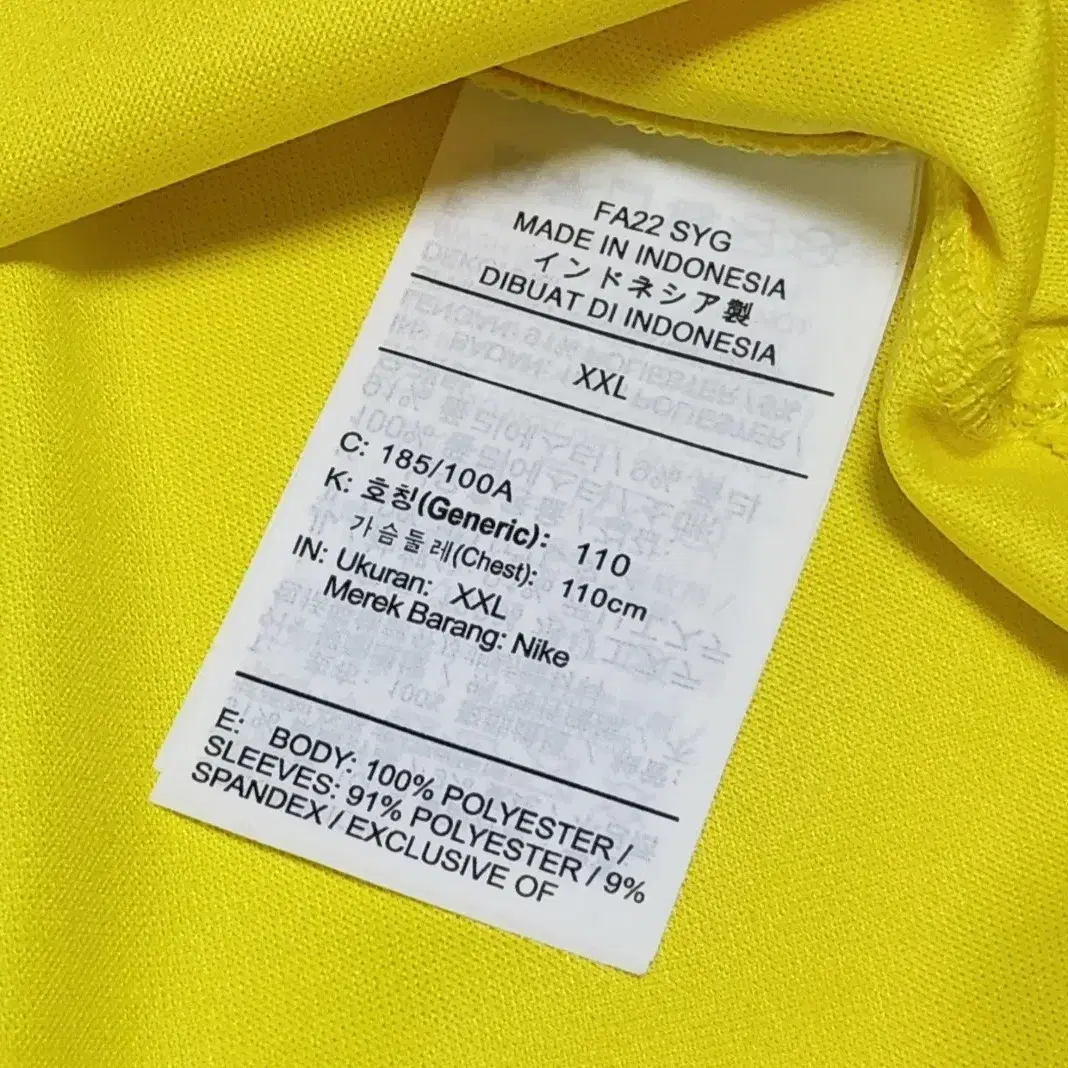 FA22 SYG
MADE IN INDONESIA
インドネシア製
DIBUAT DI INDONESIA
XXL
C: 185/100A
K: 호칭(Generic): 110
가슴둘레(Chest): 110cm
IN: Ukuran: XXL
Merek Barang: Nike
E: BODY: 100% POLYESTER /
SLEEVES: 91% POLYESTER / 9%
SPANDEX / EXCLUSIVE OF